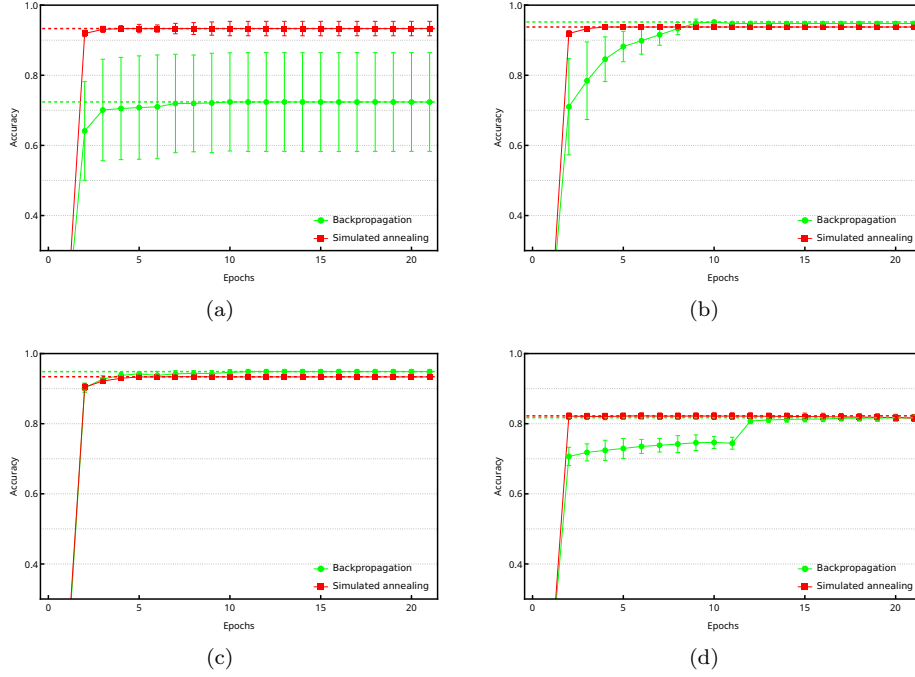 1.0
0.8
0.6
0.4
Accuracy
Backpropagation
Simulated annealing
0 5 10 15 20
Epochs
(a)
1.0
0.8
0.6
0.4
Accuracy
Backpropagation
Simulated annealing
0 5 10 15 20
Epochs
(b)
1.0
0.8
0.6
0.4
Accuracy
Backpropagation
Simulated annealing
0 5 10 15 20
Epochs
(c)
1.0
0.8
0.6
0.4
Accuracy
Backpropagation
Simulated annealing
0 5 10 15 20
Epochs
(d)